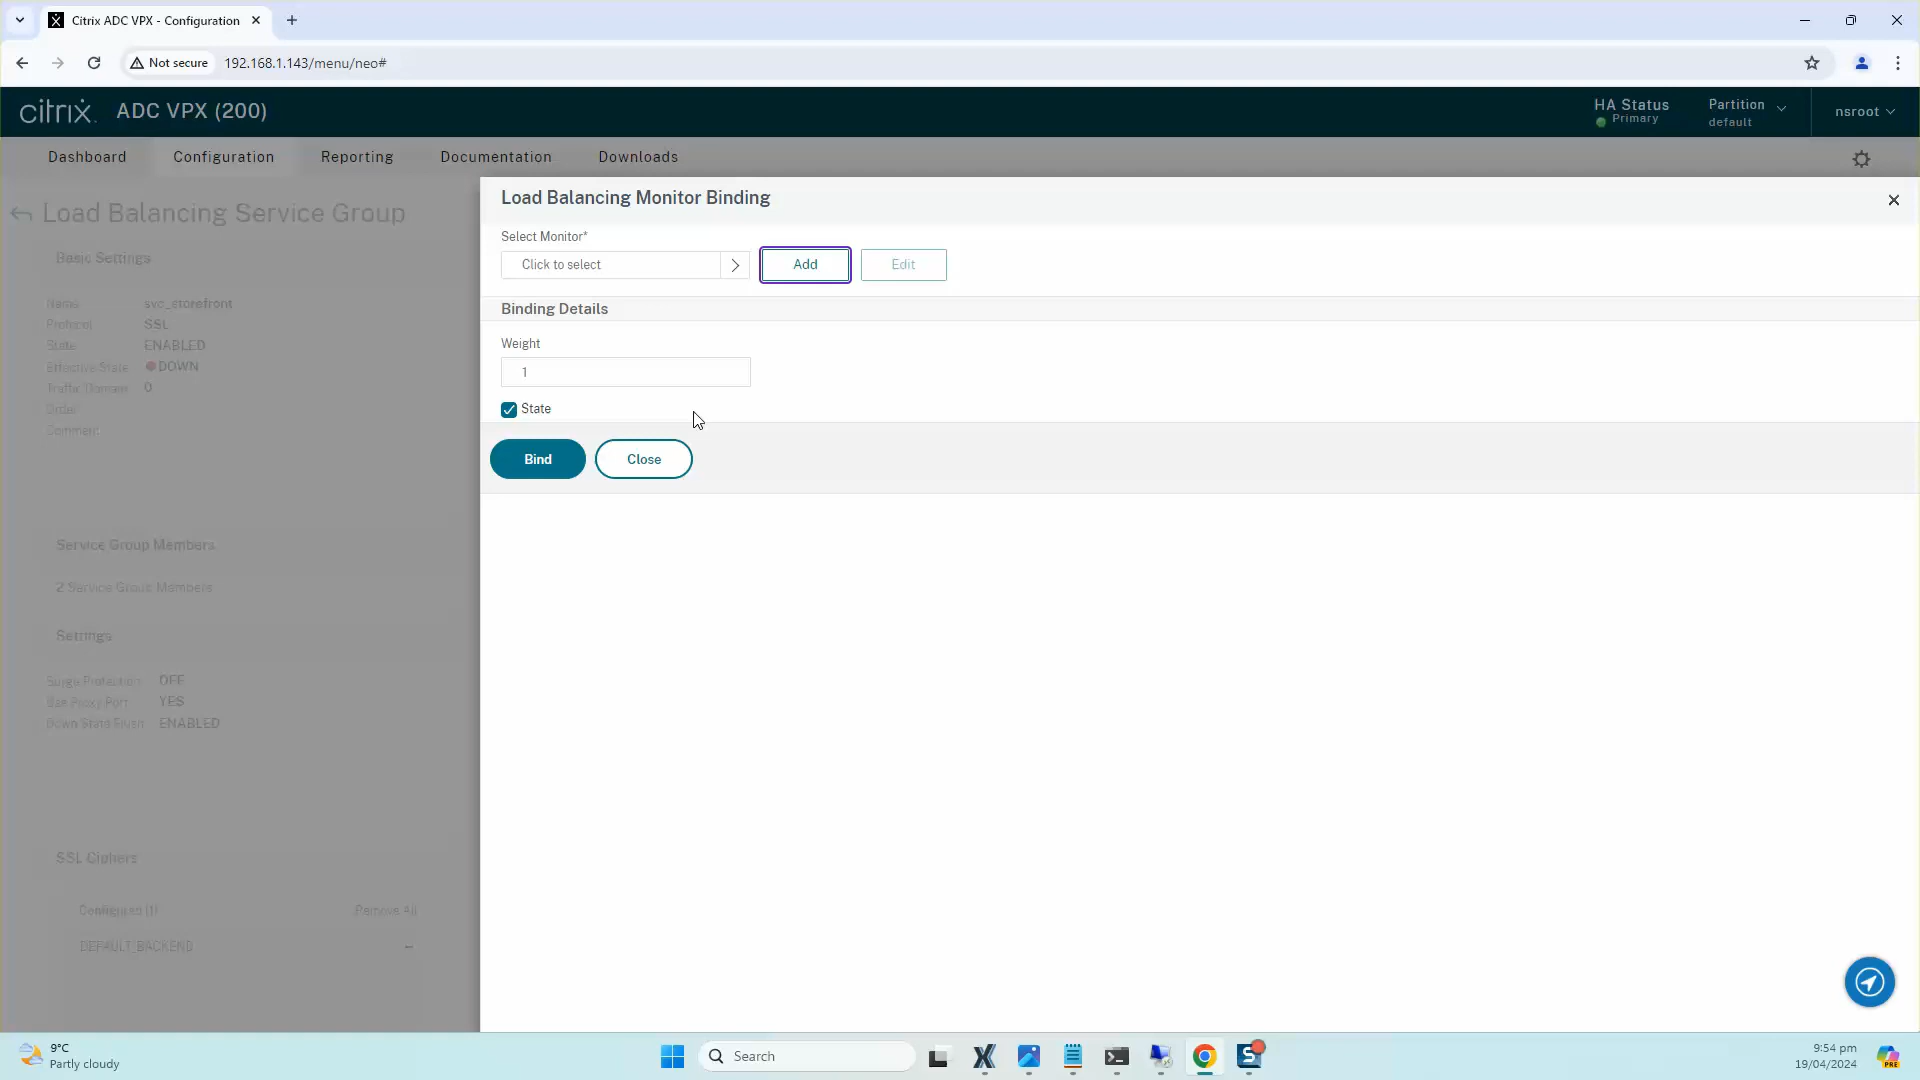 Citrix ADC VPX - Configuration
Not secure
192.168.1.143/menu/neo#
citrix. ADC VPX (200)
HA Status
Primary
Partition
default
nsroot
Dashboard
Configuration
Reporting
Documentation
Downloads
Load Balancing Service Group
Basic Settings
Name svc_storefront
Protocol SSL
State ENABLED
Effective State DOWN
Traffic Domain 0
Order
Comment
Service Group Members
2 Service Group Members
Settings
Surge Protection OFF
Use Proxy Port YES
Down State Flush ENABLED
SSL Ciphers
Configured (1) Remove All
DEFAULT_BACKEND
Load Balancing Monitor Binding
Select Monitor*
Click to select
Add
Edit
Binding Details
Weight
1
State
Bind
Close
9°C
Partly cloudy
Search
9:54 pm
19/04/2024
PRE